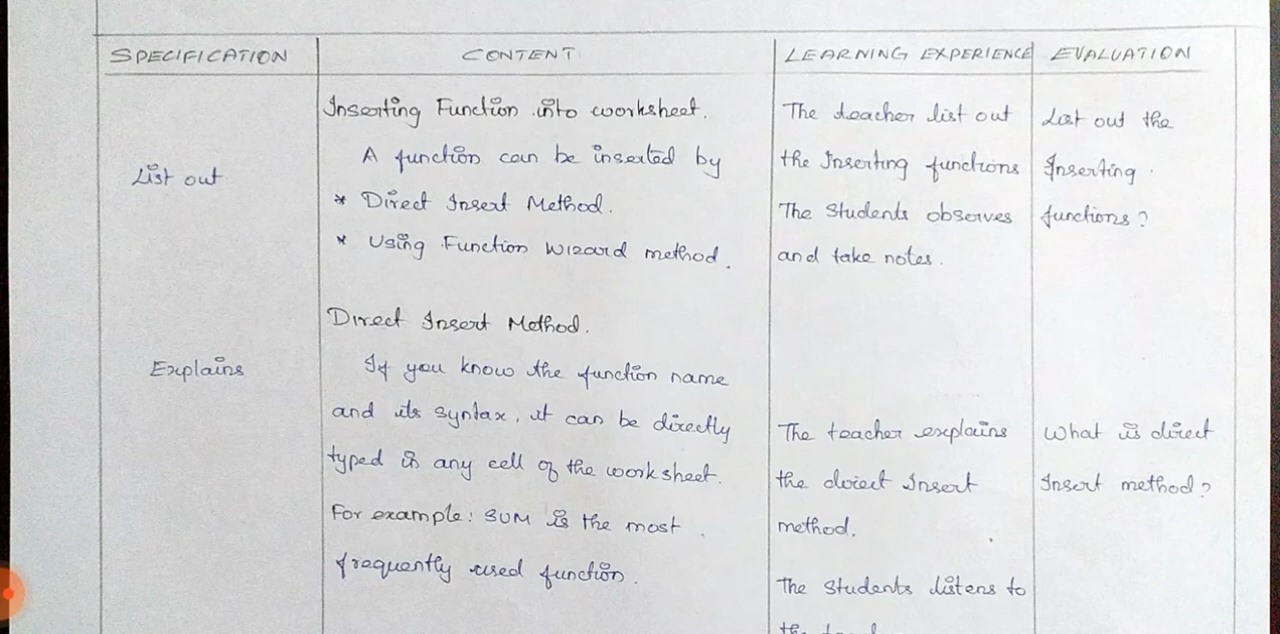 SPECIFICATION
CONTENT
LEARNING EXPERIENCE
EVALUATION
List out
Inserting Function into worksheet.
A function can be inserted by
* Direct Insert Method.
* Using Function Wizard method.
The teacher list out
the Inserting functions
The Students observes
and take notes.
List out the
Inserting
functions?
Explains
Direct Insert Method.
If you know the function name
and its syntax, it can be directly
typed in any cell of the worksheet.
For example: SUM is the most
frequently used function.
The teacher explains
the direct Insert
method.
The Students listens to
the
What is direct
Insert method?